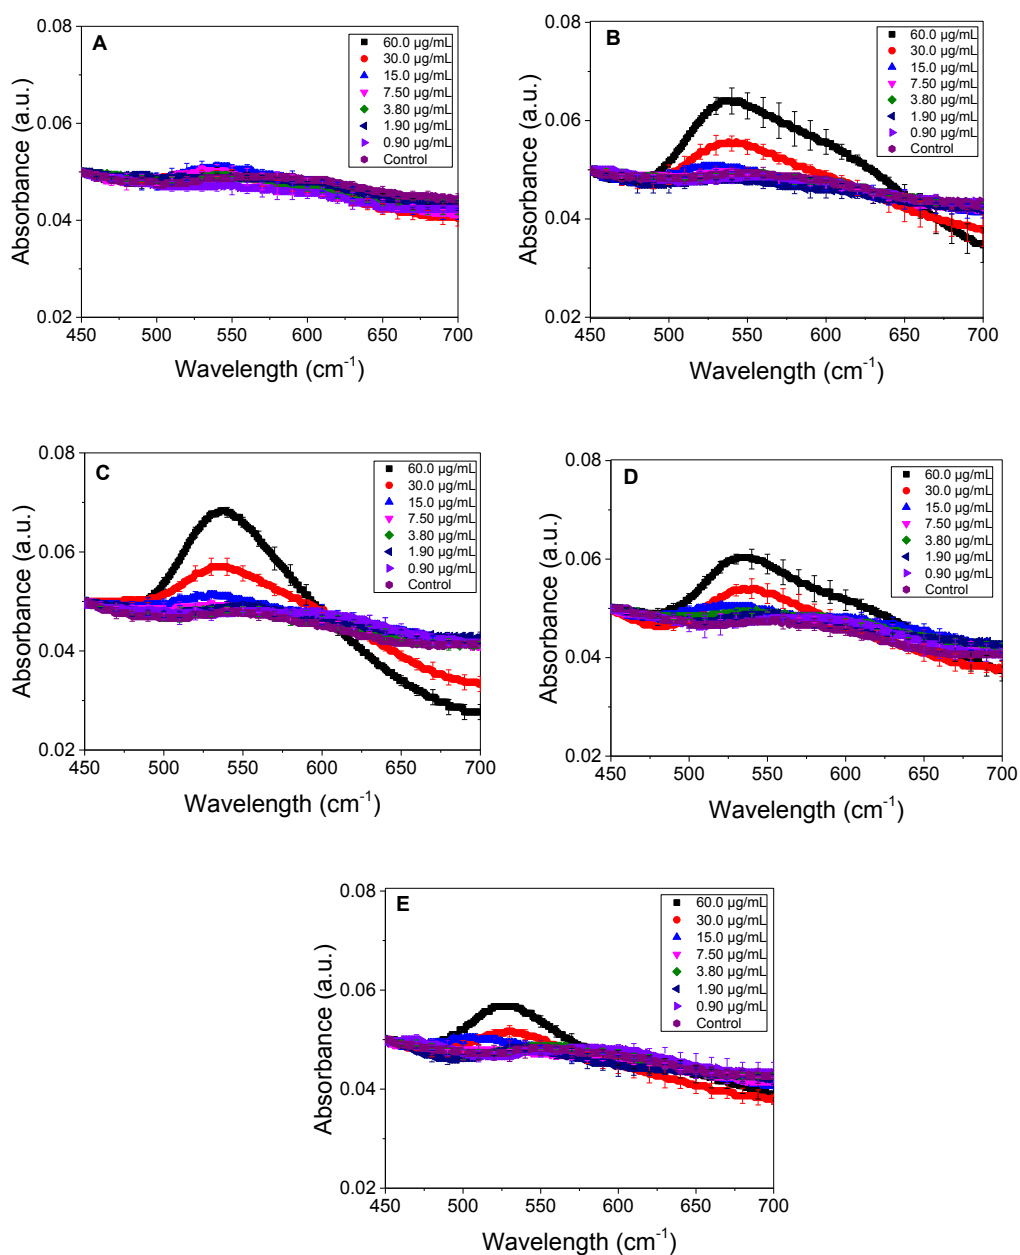 A
0.08
0.06
0.04
0.02
Absorbance (a.u.)
450 500 550 600 650 700
Wavelength (cm-1)
60.0 µg/mL
30.0 µg/mL
15.0 µg/mL
7.50 µg/mL
3.80 µg/mL
1.90 µg/mL
0.90 µg/mL
Control
B
0.08
0.06
0.04
0.02
Absorbance (a.u.)
450 500 550 600 650 700
Wavelength (cm-1)
60.0 µg/mL
30.0 µg/mL
15.0 µg/mL
7.50 µg/mL
3.80 µg/mL
1.90 µg/mL
0.90 µg/mL
Control
C
0.08
0.06
0.04
0.02
Absorbance (a.u.)
450 500 550 600 650 700
Wavelength (cm-1)
60.0 µg/mL
30.0 µg/mL
15.0 µg/mL
7.50 µg/mL
3.80 µg/mL
1.90 µg/mL
0.90 µg/mL
Control
D
0.08
0.06
0.04
0.02
Absorbance (a.u.)
450 500 550 600 650 700
Wavelength (cm-1)
60.0 µg/mL
30.0 µg/mL
15.0 µg/mL
7.50 µg/mL
3.80 µg/mL
1.90 µg/mL
0.90 µg/mL
Control
E
0.08
0.06
0.04
0.02
Absorbance (a.u.)
450 500 550 600 650 700
Wavelength (cm-1)
60.0 µg/mL
30.0 µg/mL
15.0 µg/mL
7.50 µg/mL
3.80 µg/mL
1.90 µg/mL
0.90 µg/mL
Control